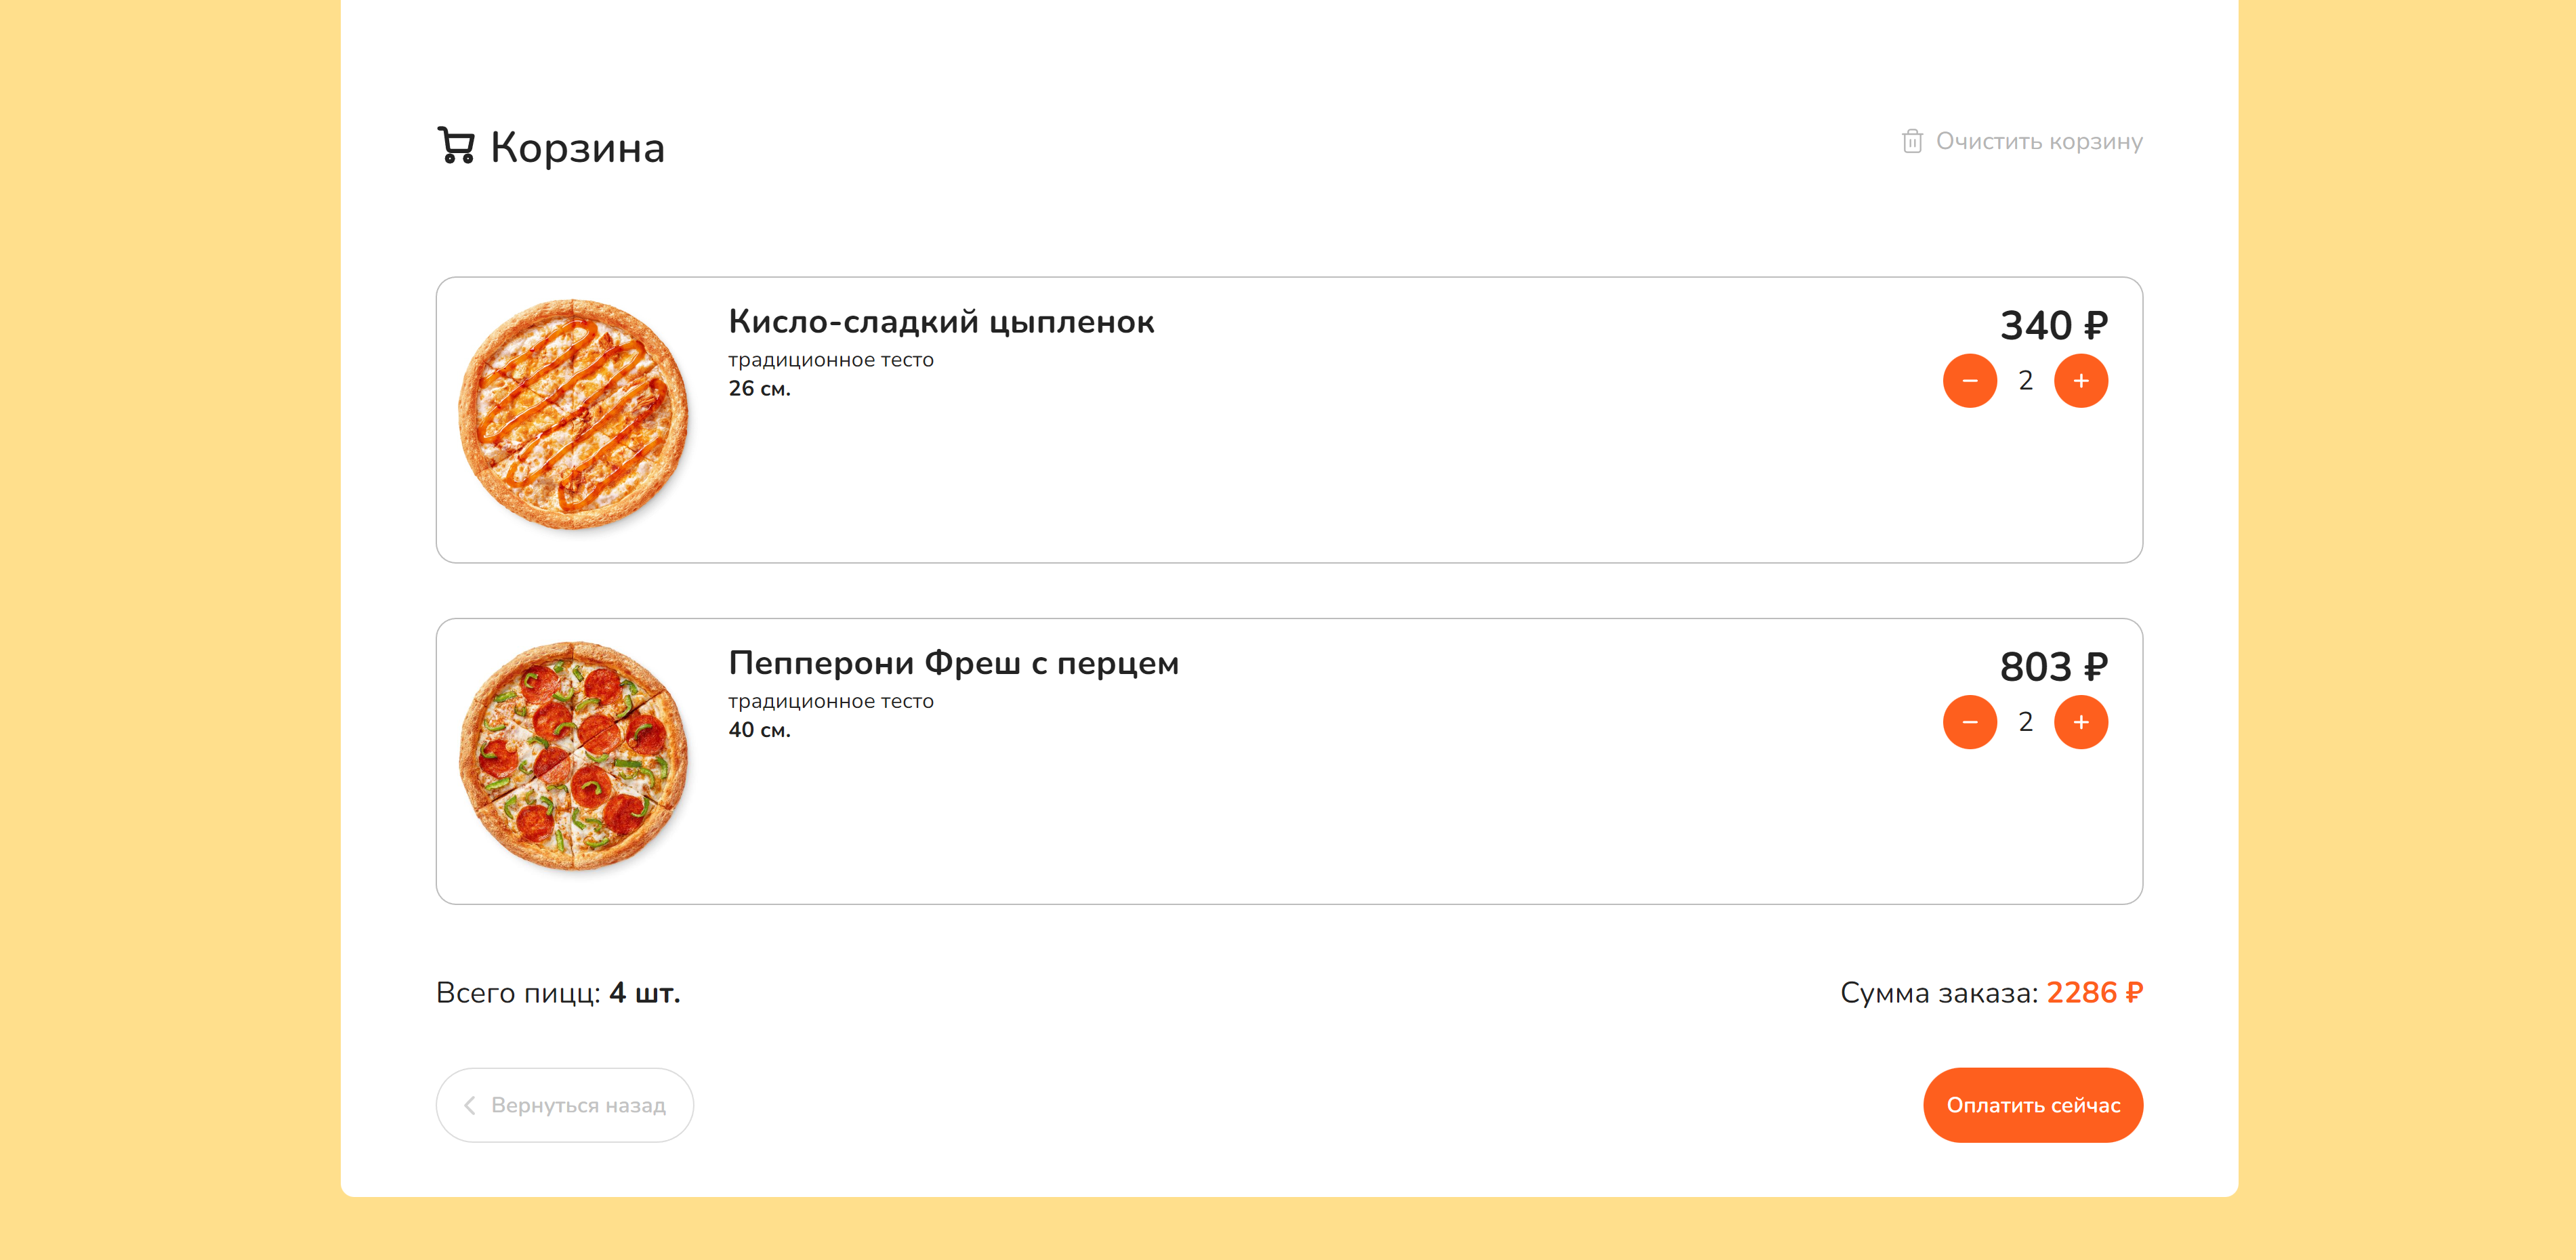 Корзина
Очистить корзину
Кисло-сладкий цыпленок
традиционное тесто
26 см.
340 ₽
− 2 +
Пепперони Фреш с перцем
традиционное тесто
40 см.
803 ₽
− 2 +
Всего пицц: 4 шт.
Сумма заказа: 2286 ₽
Вернуться назад
Оплатить сейчас